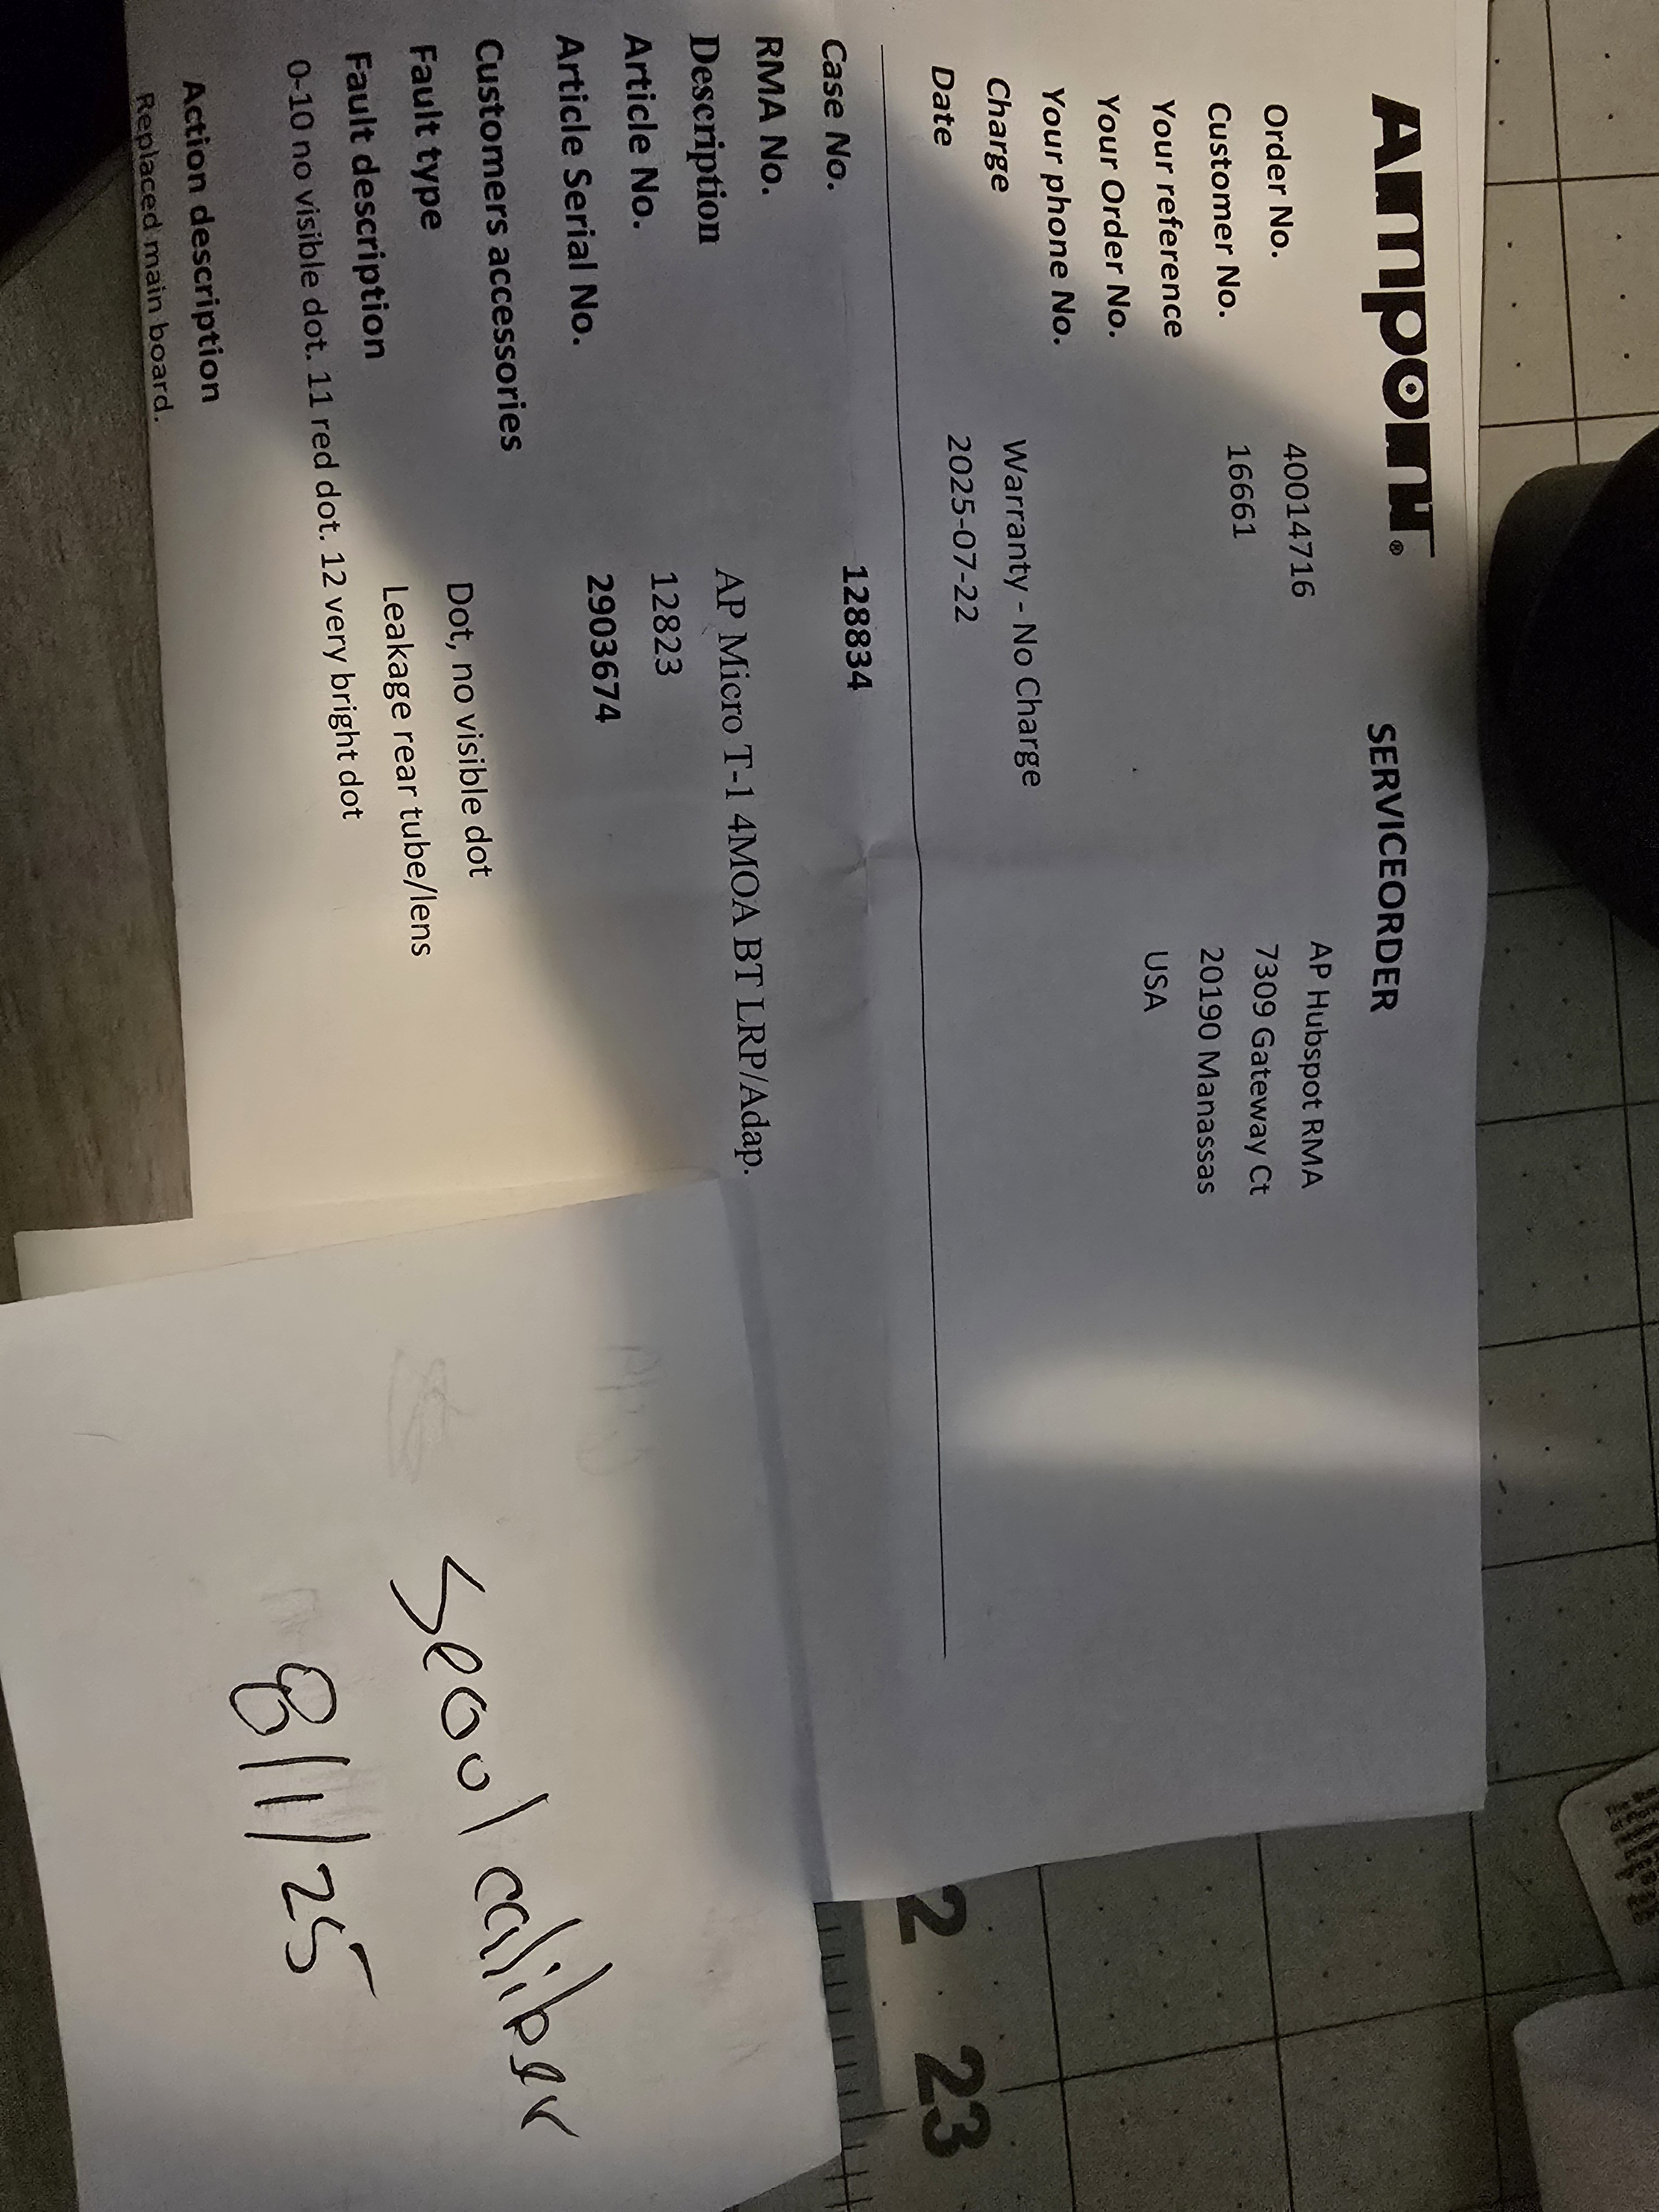 Aimpoint®
SERVICEORDER
Order No. 40014716
Customer No. 16661
Your reference
Your Order No.
Your phone No.
Charge Warranty - No Charge
Date 2025-07-22
AP Hubspot RMA
7309 Gateway Ct
20190 Manassas
USA
Case No. 128834
RMA No.
Description AP Micro T-1 4MOA BT LRP/Adap.
Article No. 12823
Article Serial No. 2903674
Customers accessories
Fault type Dot, no visible dot
Fault description Leakage rear tube/lens
0-10 no visible dot. 11 red dot. 12 very bright dot
Action description
Replaced main board.
seoul caliber
8/1/25
2 23